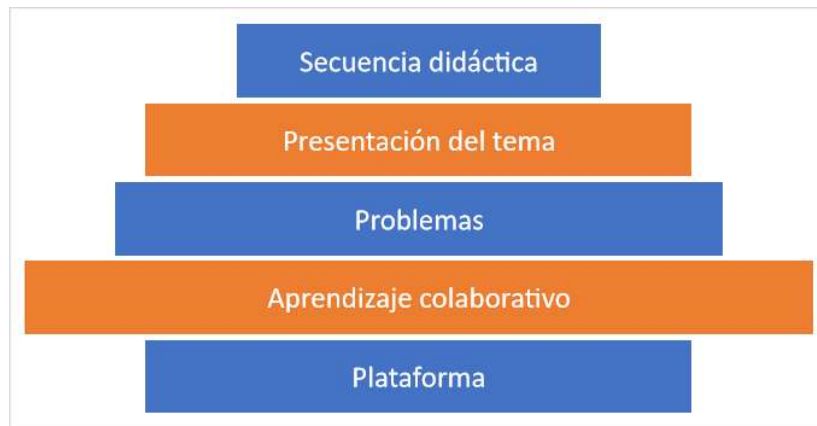 Secuencia didáctica
Presentación del tema
Problemas
Aprendizaje colaborativo
Plataforma